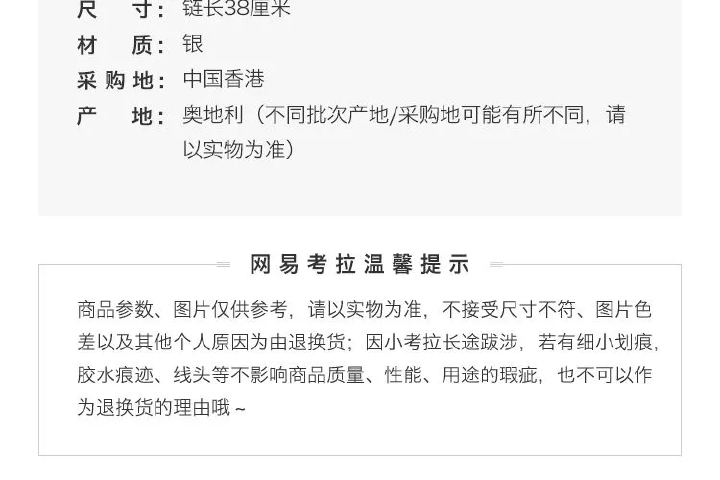 尺 寸：链长38厘米
材 质：银
采购地：中国香港
产 地：奥地利（不同批次产地/采购地可能有所不同，请
以实物为准）
网易考拉温馨提示
商品参数、图片仅供参考，请以实物为准，不接受尺寸不符、图片色
差以及其他个人原因为由退换货；因小考拉长途跋涉，若有细小划痕，
胶水痕迹、线头等不影响商品质量、性能、用途的瑕疵，也不可以作
为退换货的理由哦~